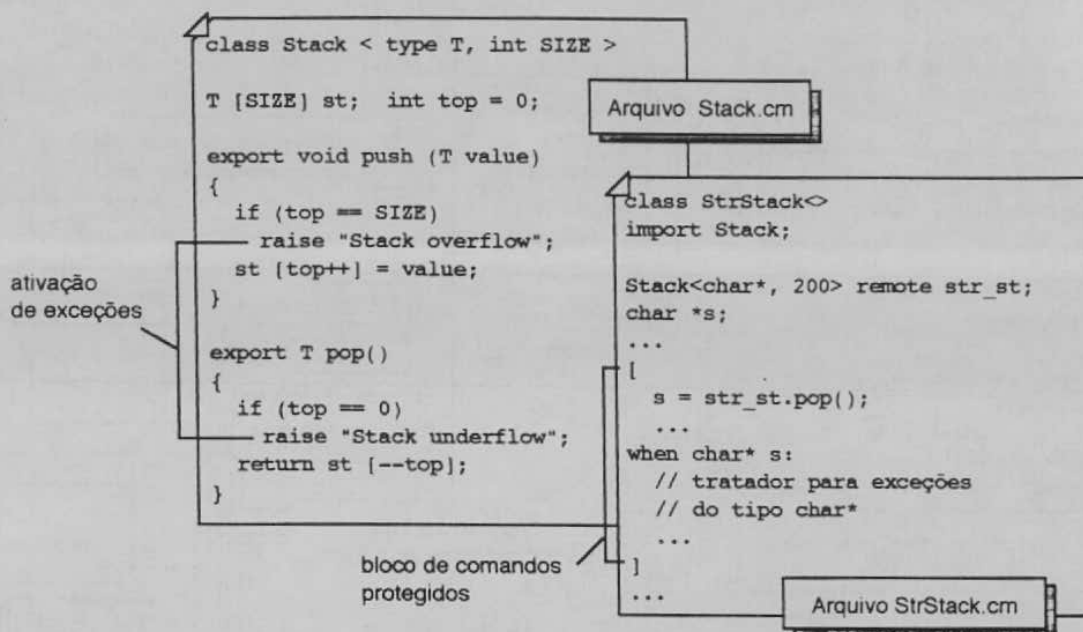 class Stack < type T, int SIZE >
T [SIZE] st;  int top = 0;
export void push (T value)
{
if (top == SIZE)
raise "Stack overflow";
st [top++] = value;
}
export T pop()
{
if (top == 0)
raise "Stack underflow";
return st [--top];
}
ativação
de exceções
Arquivo Stack.cm
class StrStack<>
import Stack;
Stack<char*, 200> remote str_st;
char *s;
...
[
s = str_st.pop();
...
when char* s:
// tratador para exceções
// do tipo char*
...
]
...
bloco de comandos
protegidos
Arquivo StrStack.cm